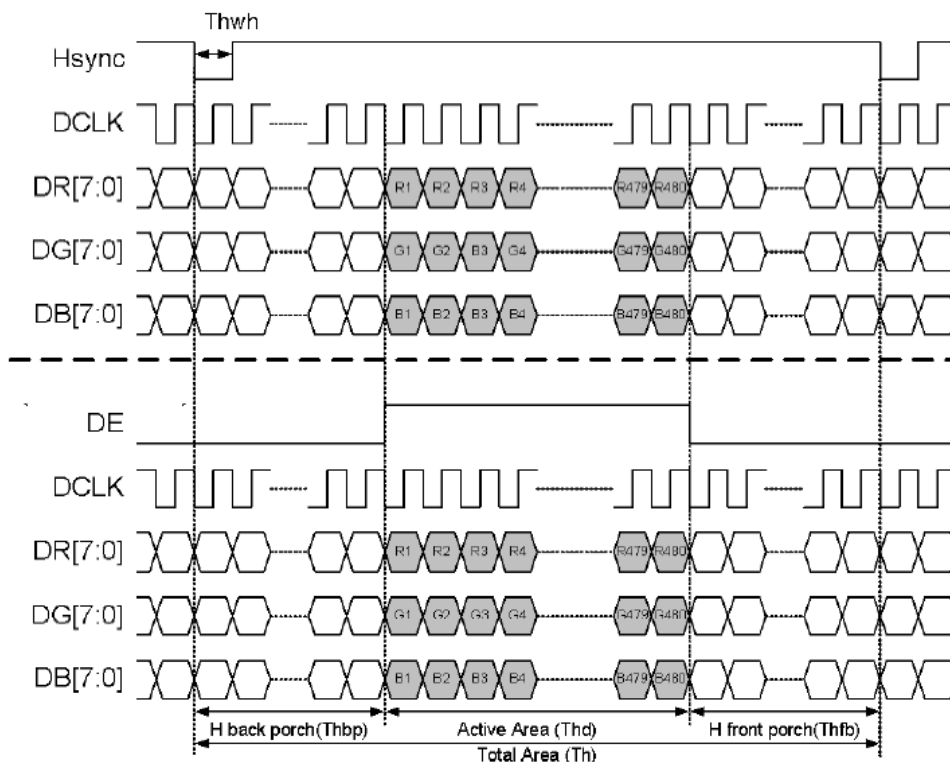 Thwh
Hsync
DCLK
DR[7:0] R1 R2 R3 R4 R479 R480
DG[7:0] G1 G2 B3 G4 G479 G480
DB[7:0] B1 B2 B3 B4 B479 B480
DE
DCLK
DR[7:0] R1 R2 R3 R4 R479 R480
DG[7:0] G1 G2 G3 G4 G479 G480
DB[7:0] B1 B2 B3 B4 B479 B480
H back porch(Thbp) Active Area (Thd) H front porch(Thfb)
Total Area (Th)